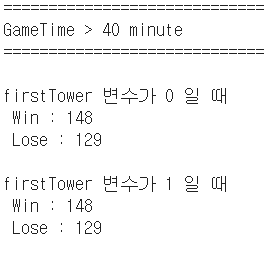 =============================
GameTime > 40 minute
=============================
firstTower 변수가 0 일 때
Win : 148
Lose : 129
firstTower 변수가 1 일 때
Win : 148
Lose : 129